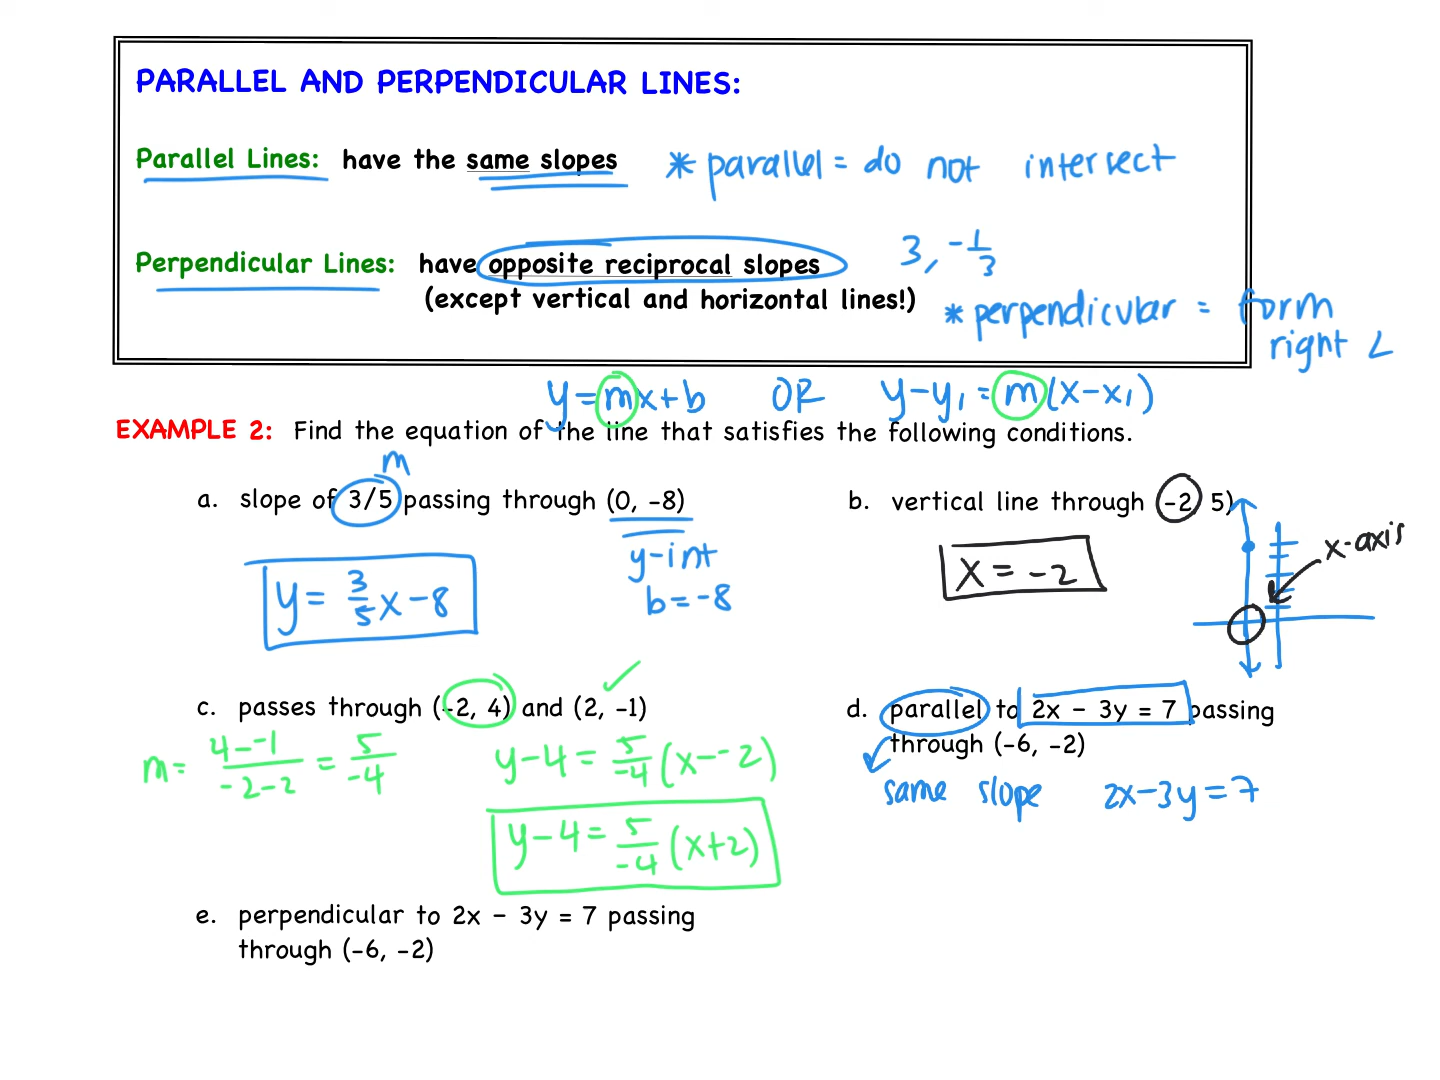 PARALLEL AND PERPENDICULAR LINES:
Parallel Lines: have the same slopes * parallel = do not intersect
Perpendicular Lines: have opposite reciprocal slopes 3, -1/3
(except vertical and horizontal lines!) * perpendicular = form
right ∠
y = mx + b OR y - y₁ = m(x - x₁)
EXAMPLE 2: Find the equation of the line that satisfies the following conditions.
m
a. slope of 3/5 passing through (0, -8)
y-int
b = -8
y = 3/5 x - 8
b. vertical line through -2 5)
x = -2
x-axis
c. passes through (-2, 4) and (2, -1) ✓
m = (4 - -1)/(-2 - 2) = 5/-4
y - 4 = 5/-4 (x - -2)
y - 4 = 5/-4 (x + 2)
d. parallel to 2x - 3y = 7 passing
through (-6, -2)
same slope 2x - 3y = 7
e. perpendicular to 2x - 3y = 7 passing
through (-6, -2)